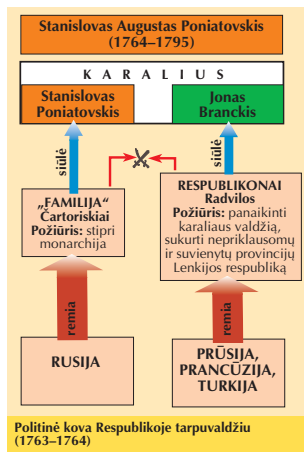 Stanislovas Augustas Poniatovskis
(1764–1795)
KARALIUS
Stanislovas
Poniatovskis
Jonas
Branckis
siūlė
siūlė
„FAMILIJA“
Čartoriskiai
Požiūris: stipri
monarchija
RESPUBLIKONAI
Radvilos
Požiūris: panaikinti
karaliaus valdžią,
sukurti nepriklausomų
ir suvienytų provincijų
Lenkijos respubliką
remia
remia
RUSIJA
PRŪSIJA,
PRANCŪZIJA,
TURKIJA
Politinė kova Respublikoje tarpuvaldžiu
(1763–1764)